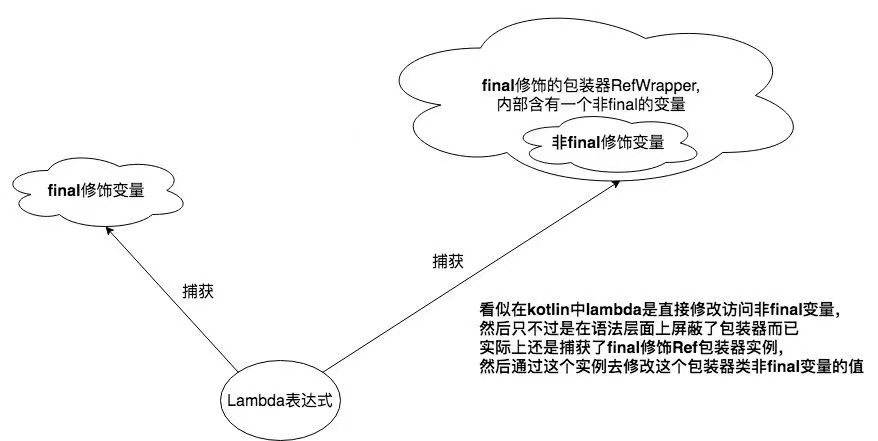 final修饰的包装器RefWrapper,
内部含有一个非final的变量
非final修饰变量
final修饰变量
捕获
捕获
看似在kotlin中lambda是直接修改访问非final变量,
然后只不过是在语法层面上屏蔽了包装器而已
实际上还是捕获了final修饰Ref包装器实例,
然后通过这个实例去修改这个包装器类非final变量的值
Lambda表达式